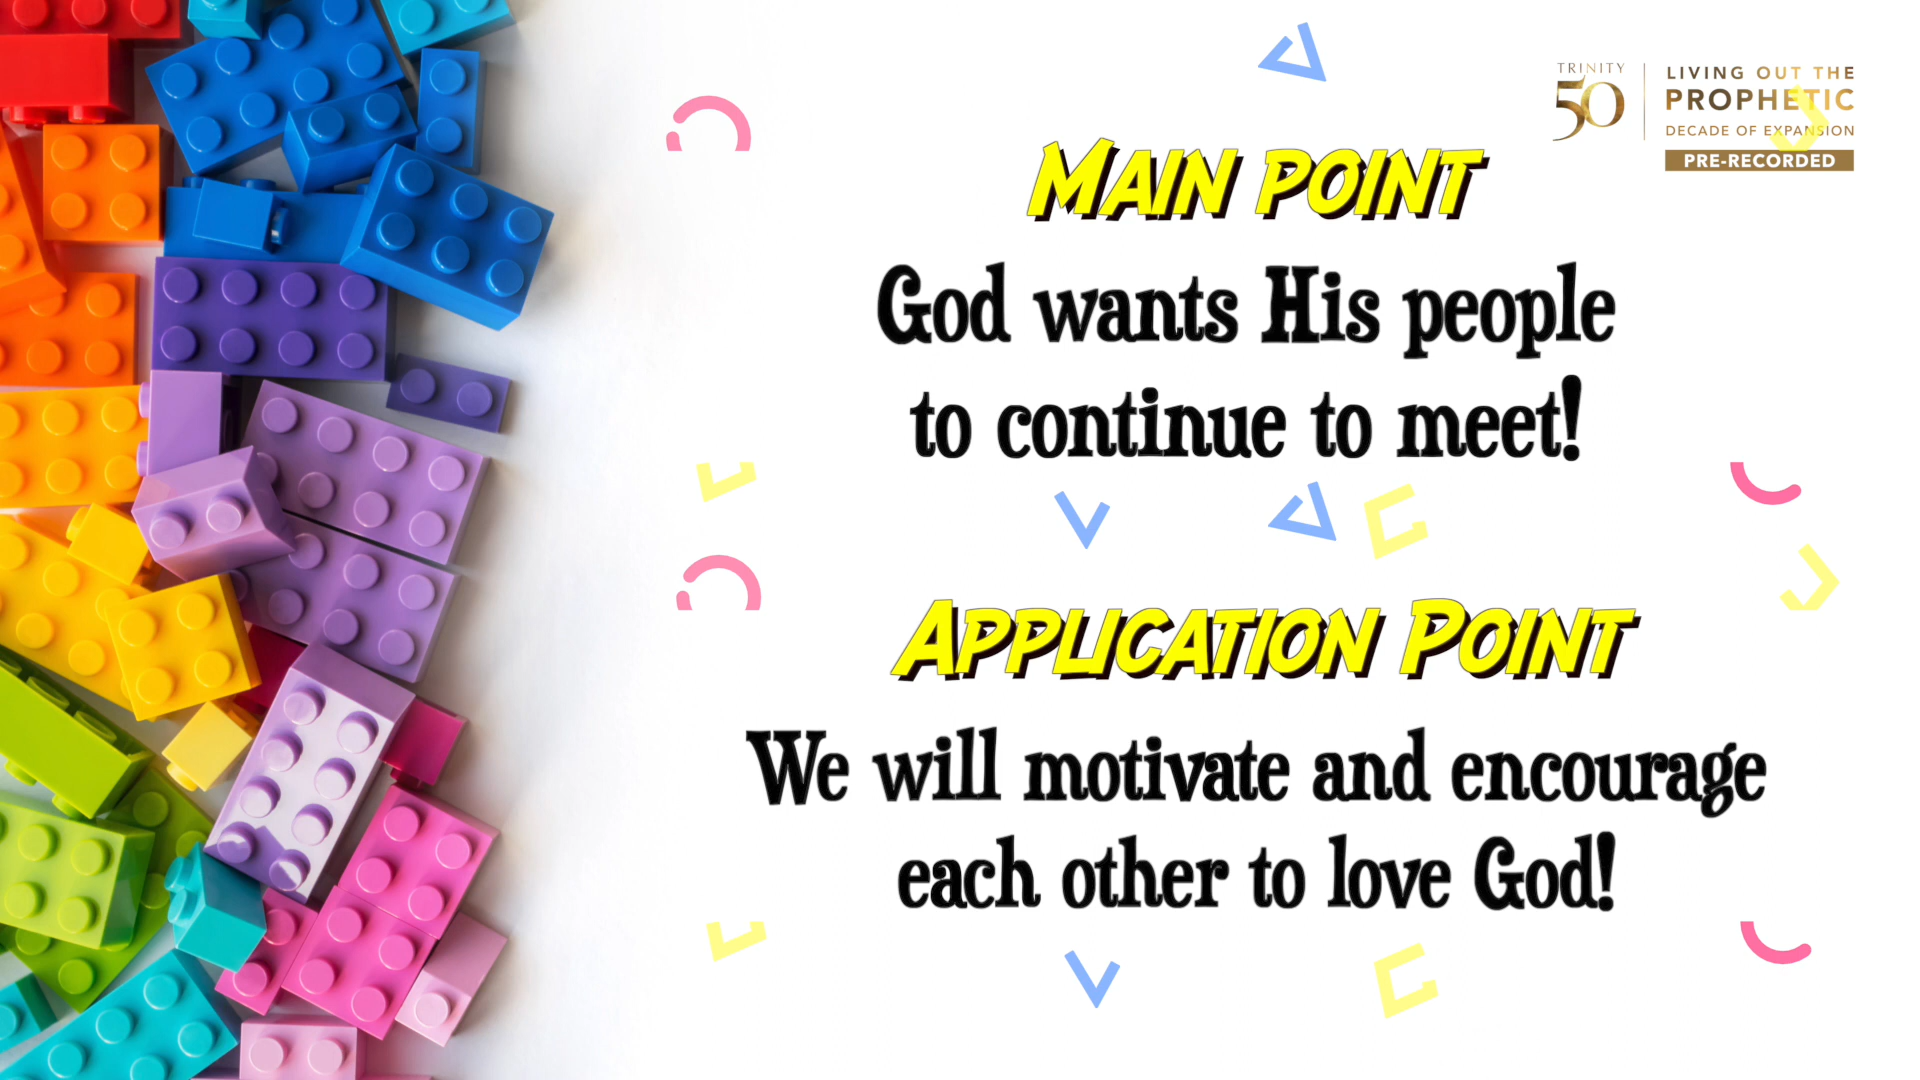 TRINITY
50
LIVING OUT THE
PROPHETIC
DECADE OF EXPANSION
PRE-RECORDED
MAIN POINT
God wants His people
to continue to meet!
APPLICATION POINT
We will motivate and encourage
each other to love God!